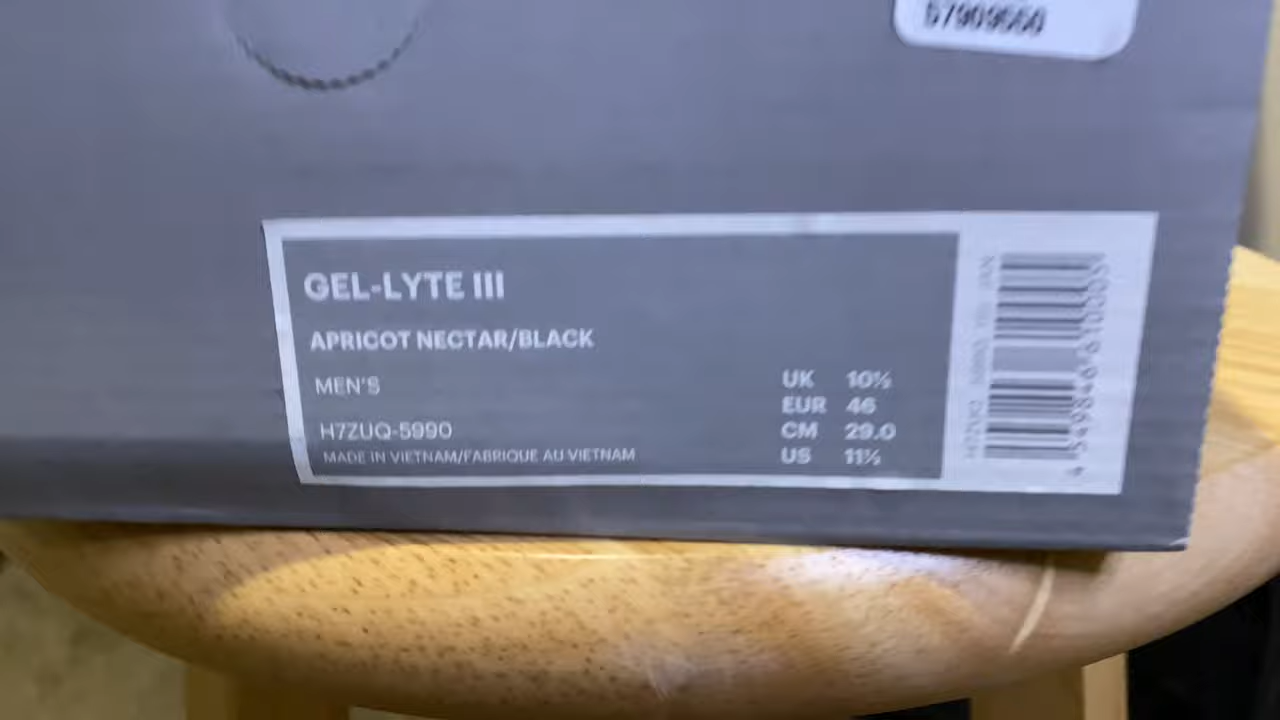 GEL-LYTE III
APRICOT NECTAR/BLACK
MEN'S
H7ZUQ-5990
MADE IN VIETNAM/FABRIQUE AU VIETNAM
UK 10½
EUR 46
CM 29.0
US 11½